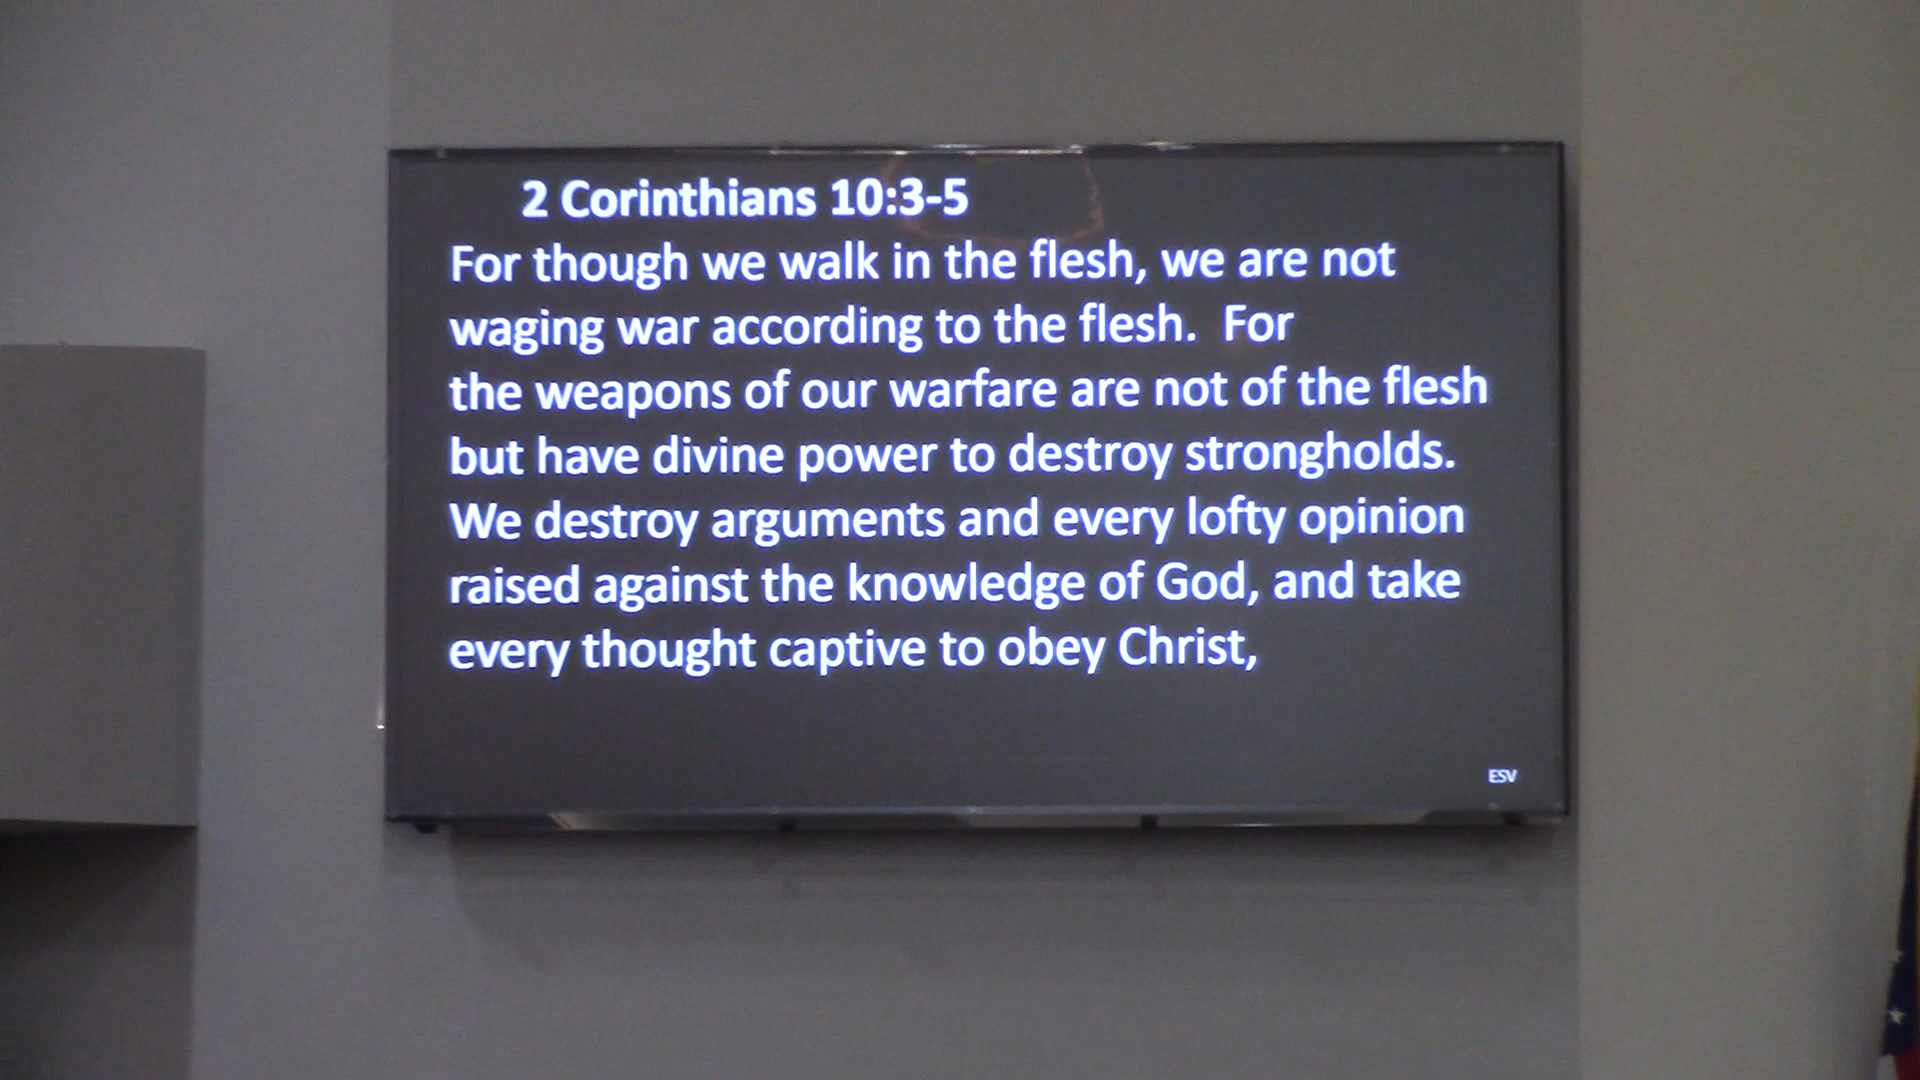 2 Corinthians 10:3-5
For though we walk in the flesh, we are not
waging war according to the flesh.  For
the weapons of our warfare are not of the flesh
but have divine power to destroy strongholds.
We destroy arguments and every lofty opinion
raised against the knowledge of God, and take
every thought captive to obey Christ,
ESV